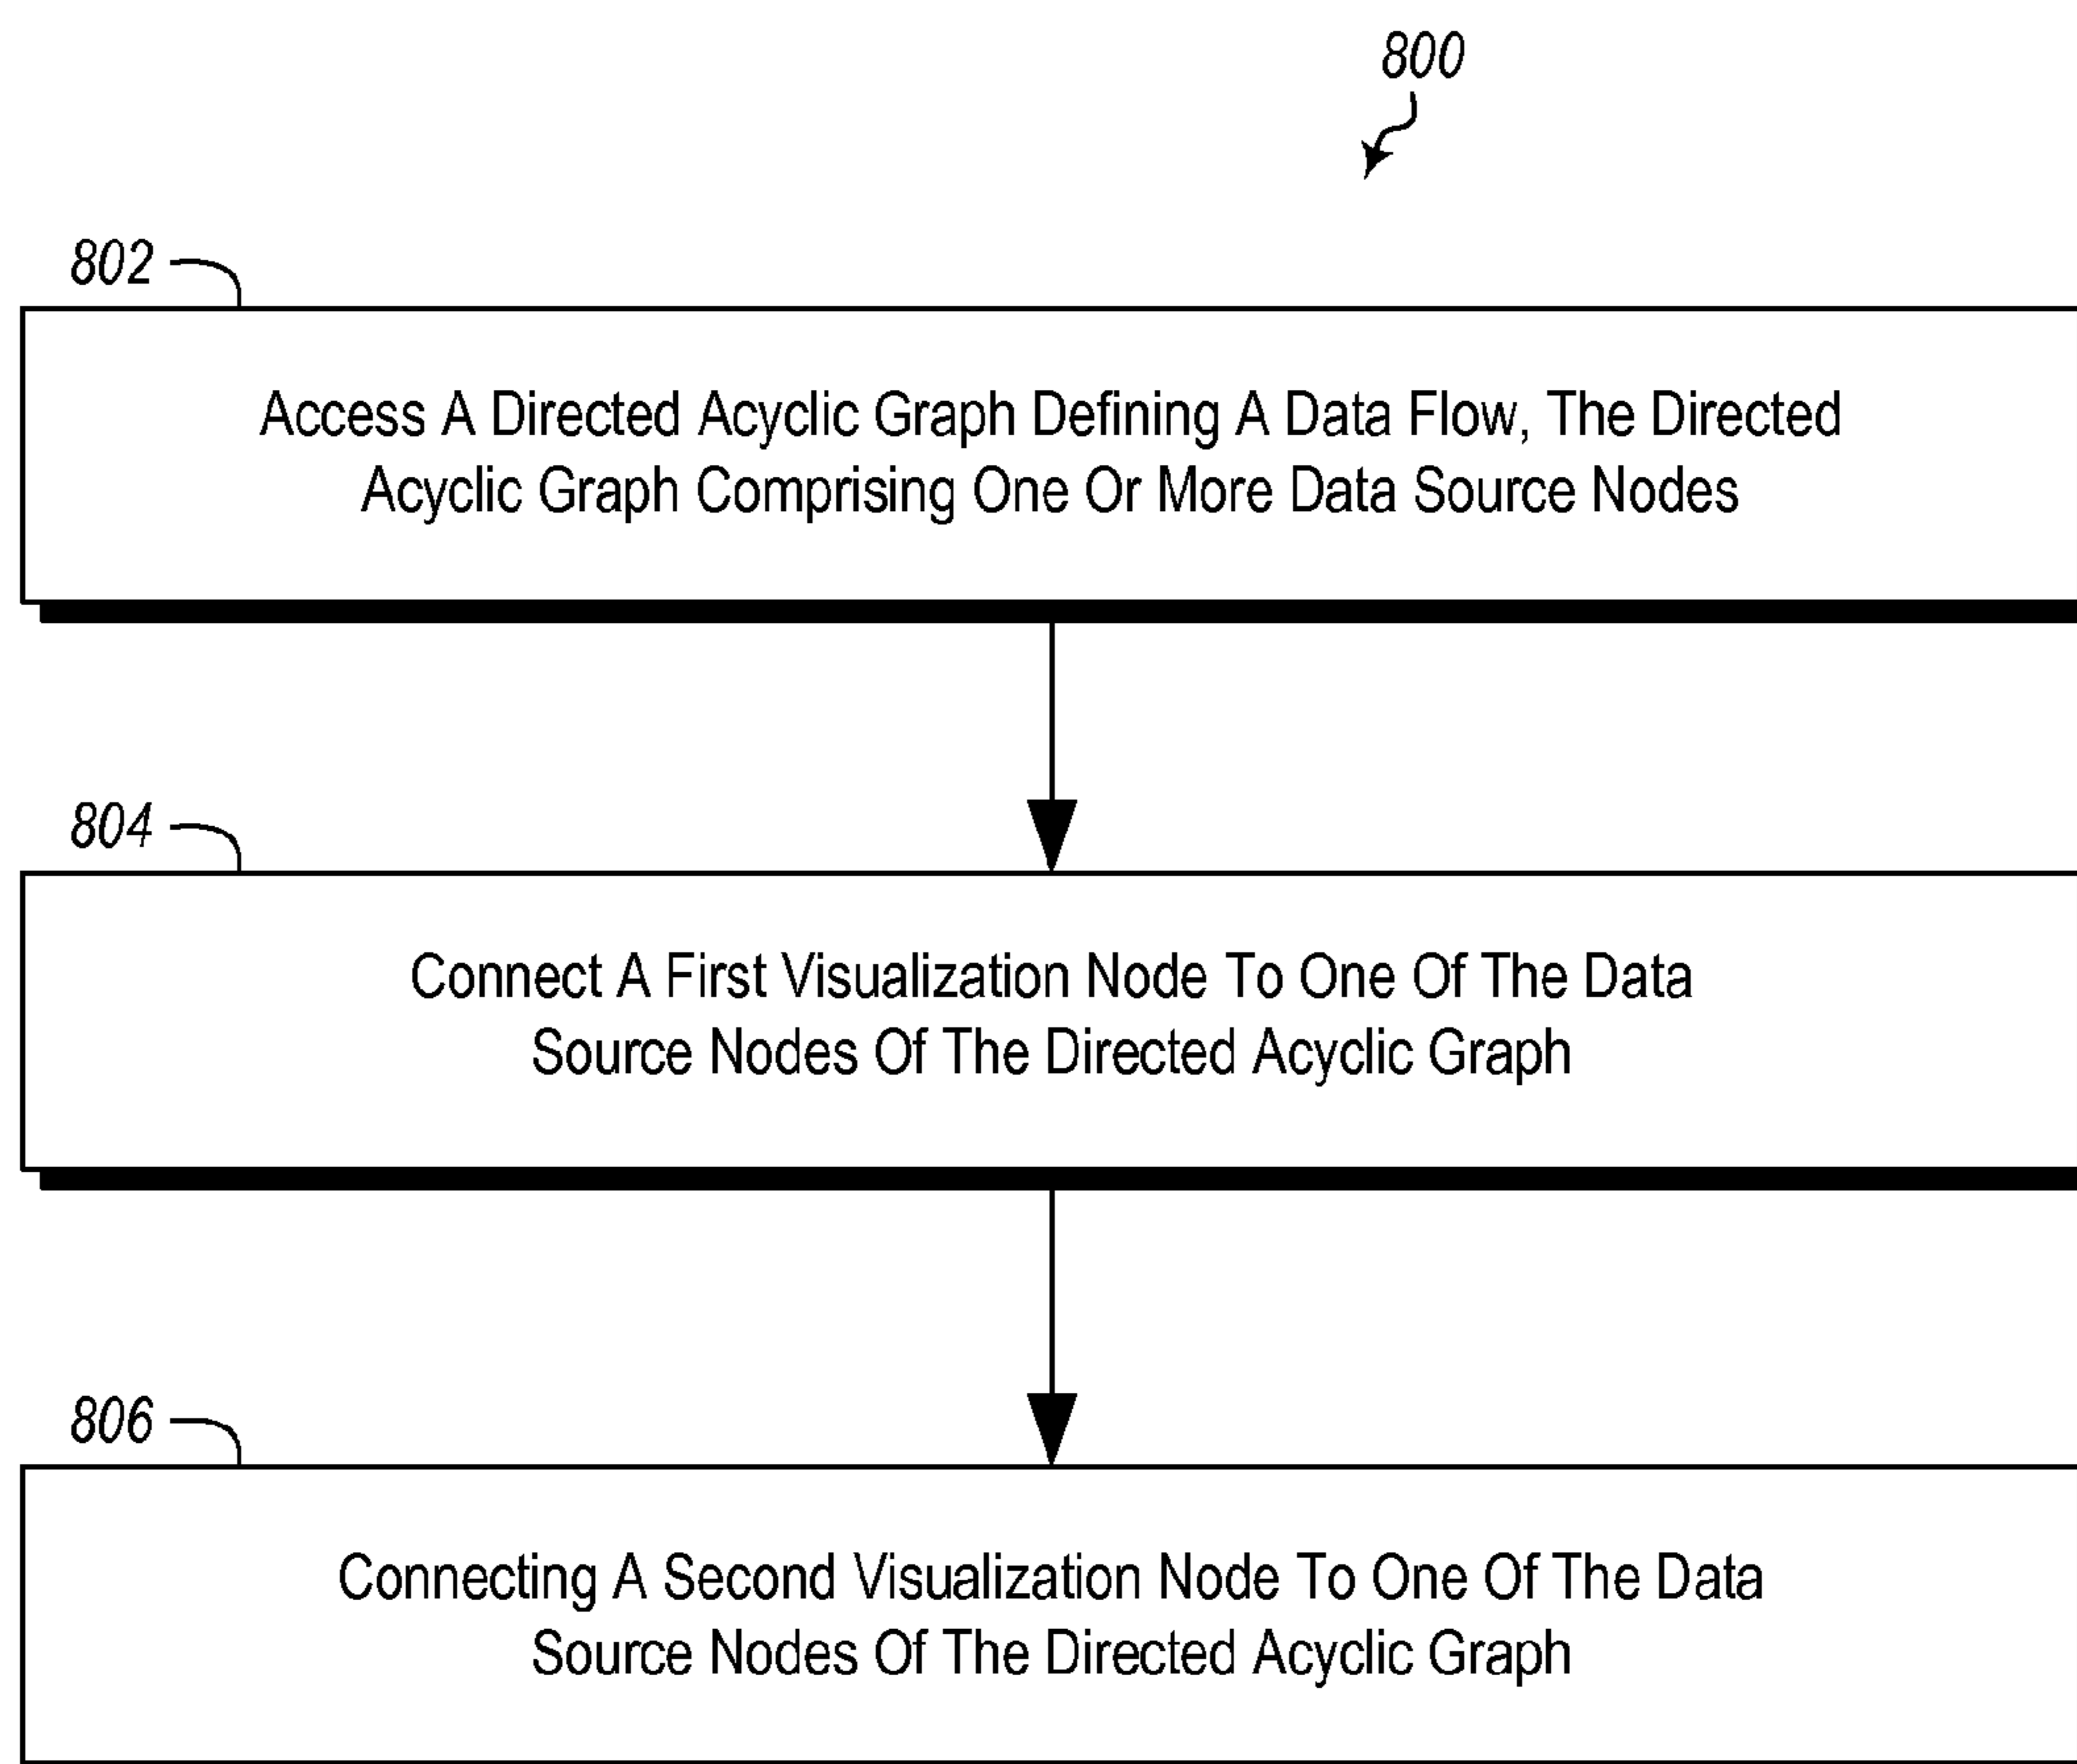 800
802
Access A Directed Acyclic Graph Defining A Data Flow, The Directed
Acyclic Graph Comprising One Or More Data Source Nodes
804
Connect A First Visualization Node To One Of The Data
Source Nodes Of The Directed Acyclic Graph
806
Connecting A Second Visualization Node To One Of The Data
Source Nodes Of The Directed Acyclic Graph